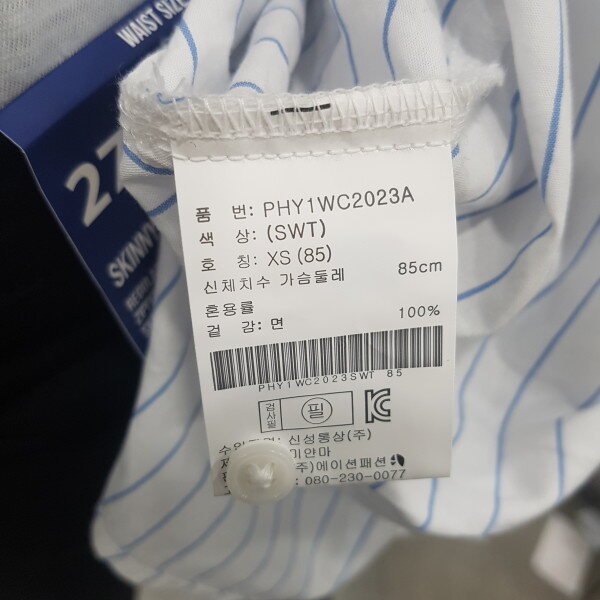 WAIST SIZE
27
SKINNY
품 번: PHY1WC2023A
색 상: (SWT)
호 칭: XS (85)
신체치수 가슴둘레 85cm
혼용률
겉 감: 면 100%
PHY1WC2023SWT 85
검사필 필 KC
신성통상(주)
미얀마
(주)에이션패션
080-230-0077